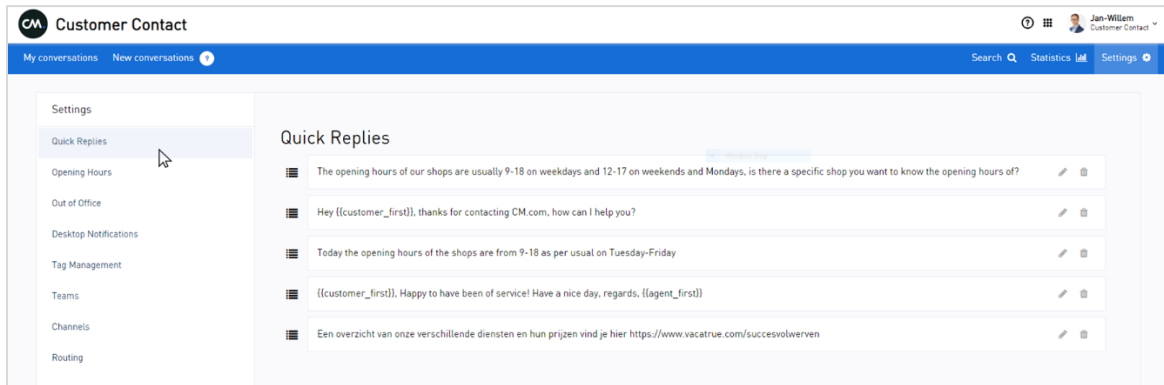 CM.
Customer Contact
Jan-Willem
Customer Contact
My conversations New conversations ?
Search Statistics Settings
Settings
Quick Replies
Opening Hours
Out of Office
Desktop Notifications
Tag Management
Teams
Channels
Routing
Quick Replies
The opening hours of our shops are usually 9-18 on weekdays and 12-17 on weekends and Mondays, is there a specific shop you want to know the opening hours of?
Hey {{customer_first}}, thanks for contacting CM.com, how can I help you?
Today the opening hours of the shops are from 9-18 as per usual on Tuesday-Friday
{{customer_first}}, Happy to have been of service! Have a nice day, regards, {{agent_first}}
Een overzicht van onze verschillende diensten en hun prijzen vind je hier https://www.vacatrue.com/succesvolwerven